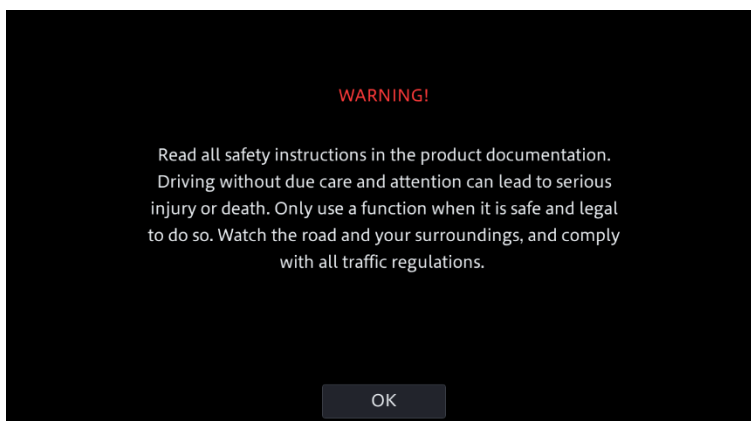 WARNING!
Read all safety instructions in the product documentation.
Driving without due care and attention can lead to serious
injury or death. Only use a function when it is safe and legal
to do so. Watch the road and your surroundings, and comply
with all traffic regulations.
OK